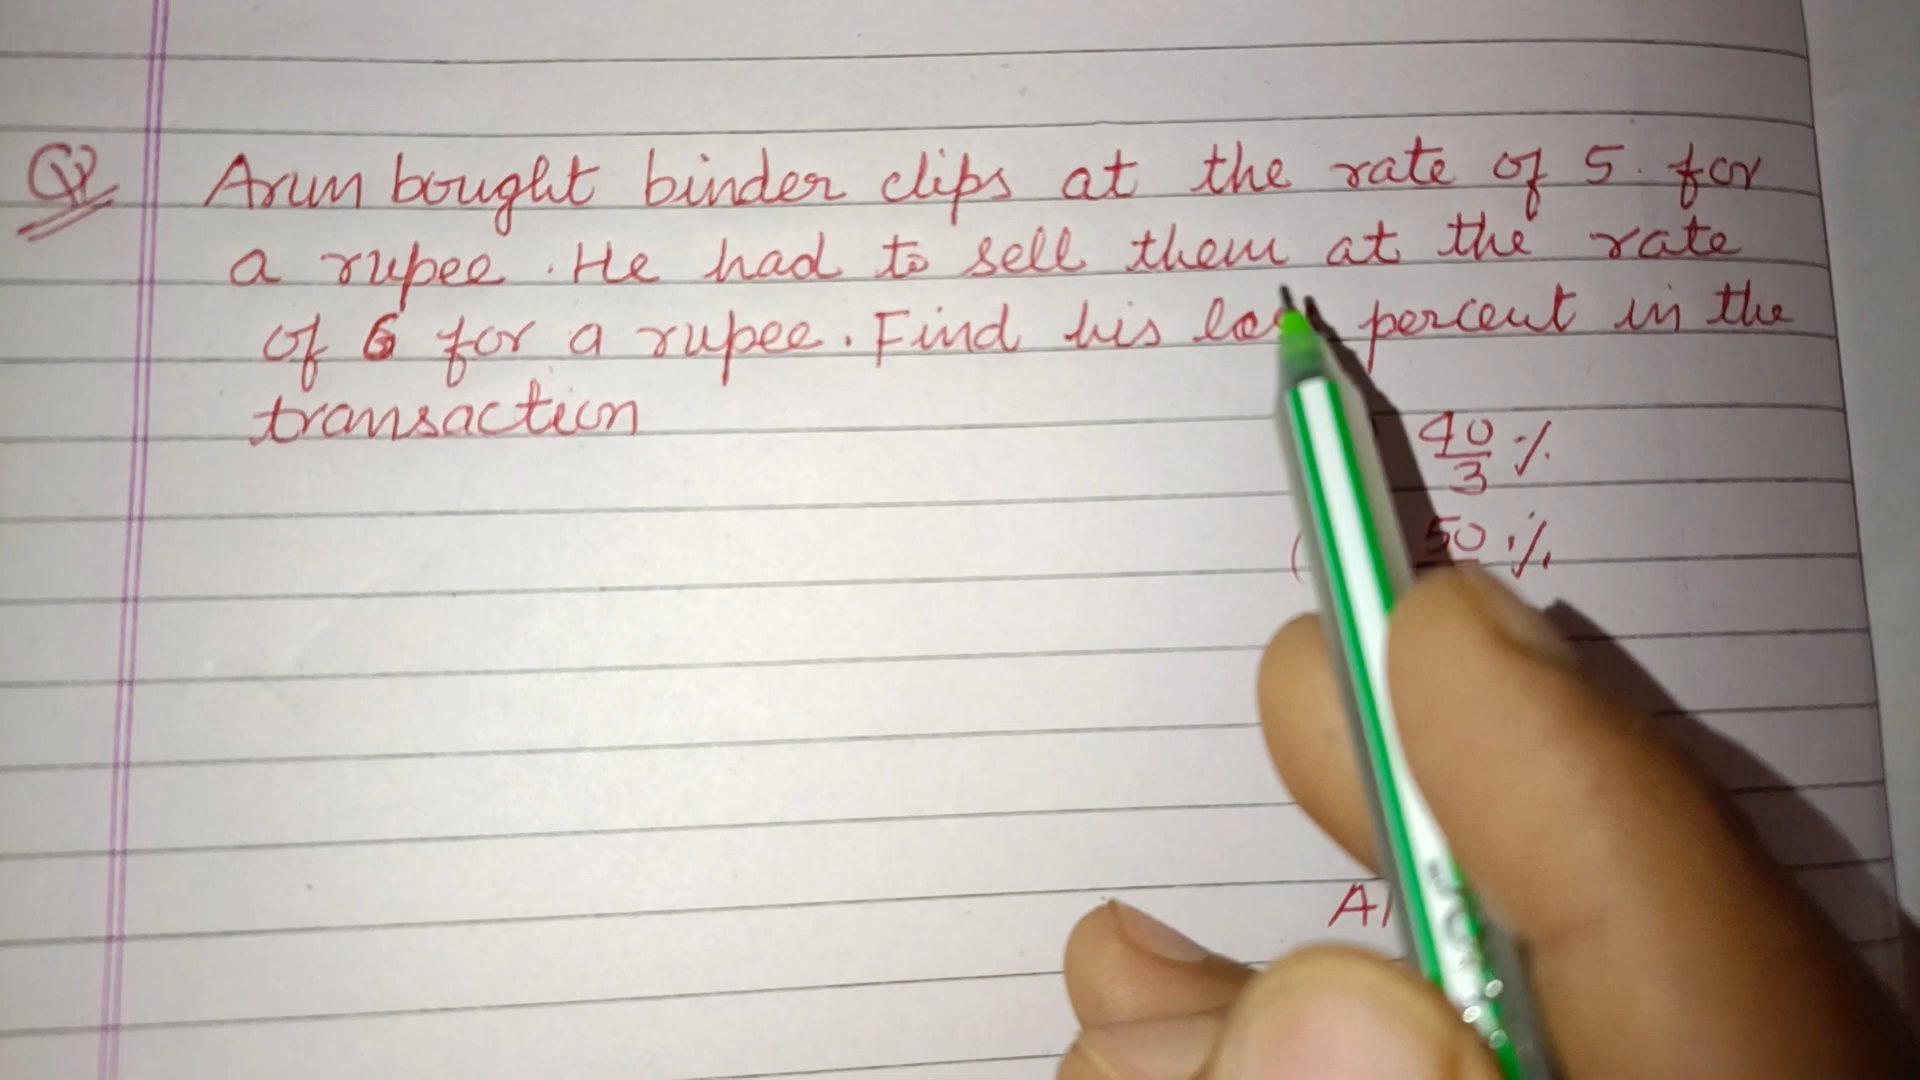 Q
Arun bought binder clips at the rate of 5 for
a rupee. He had to sell them at the rate
of 6 for a rupee. Find his percent in the
transaction
40/3 %
50 %